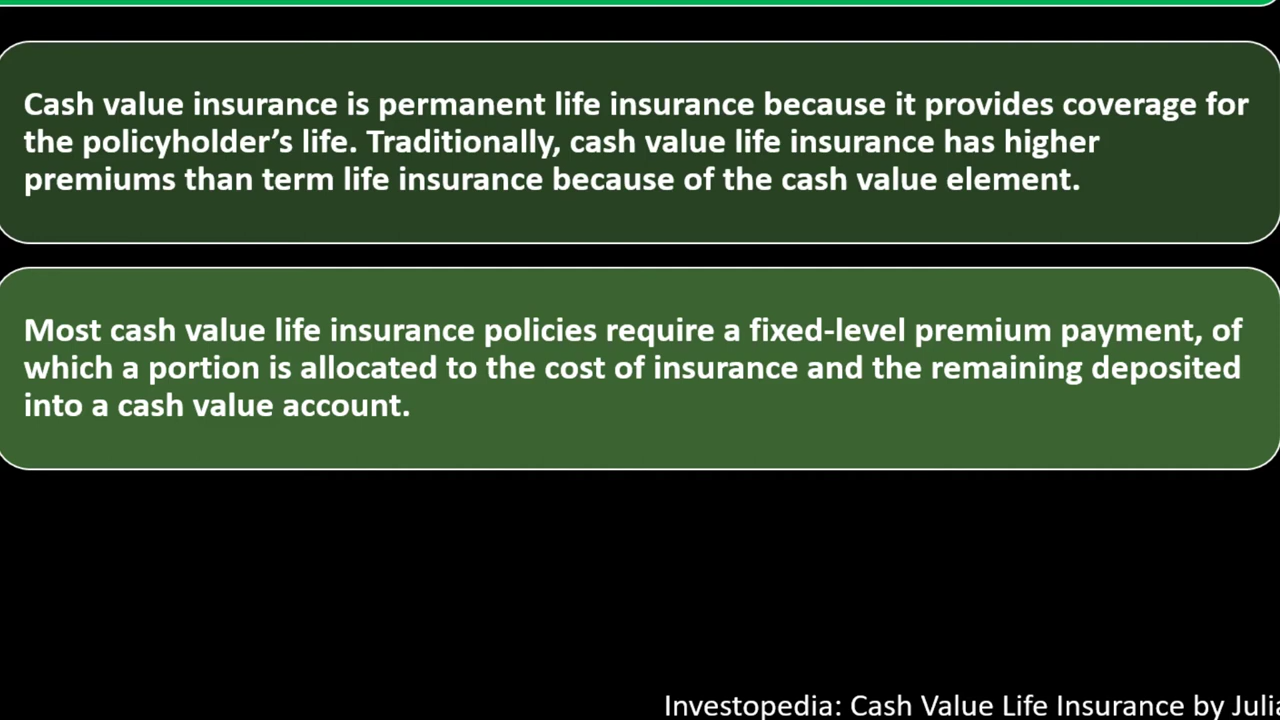 Cash value insurance is permanent life insurance because it provides coverage for
the policyholder’s life. Traditionally, cash value life insurance has higher
premiums than term life insurance because of the cash value element.
Most cash value life insurance policies require a fixed-level premium payment, of
which a portion is allocated to the cost of insurance and the remaining deposited
into a cash value account.
Investopedia: Cash Value Life Insurance by